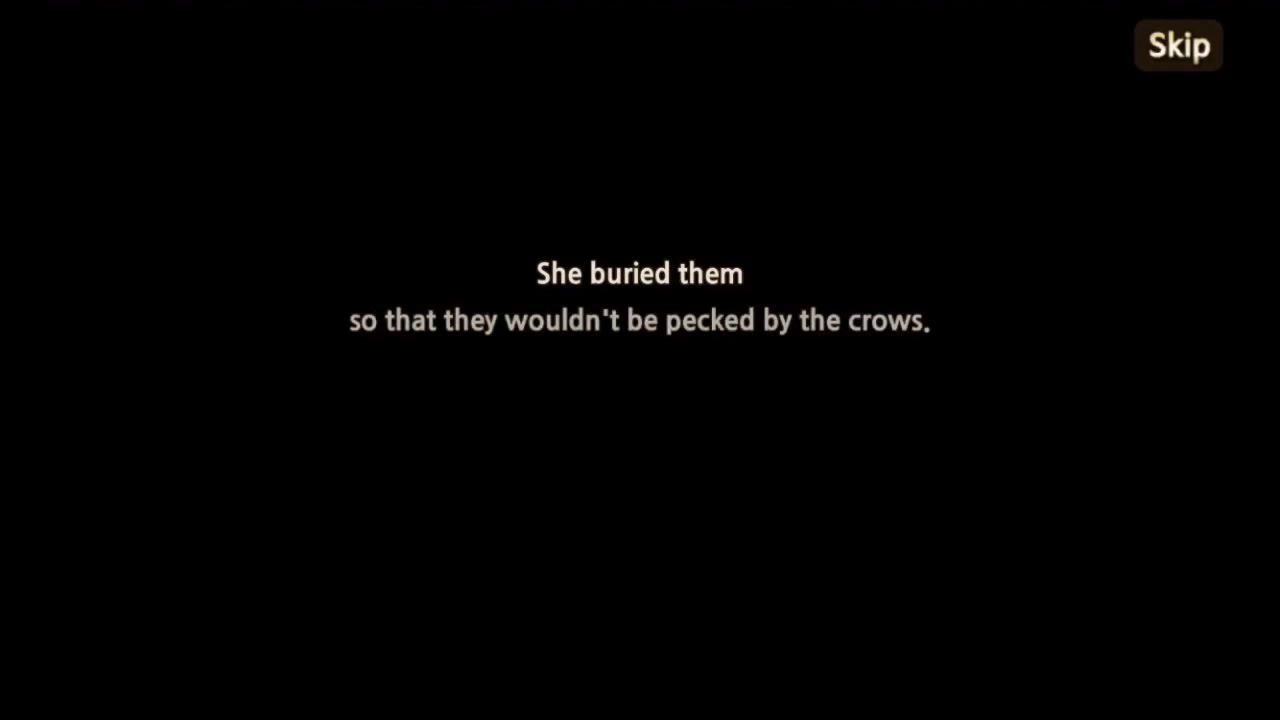 Skip
She buried them
so that they wouldn't be pecked by the crows.